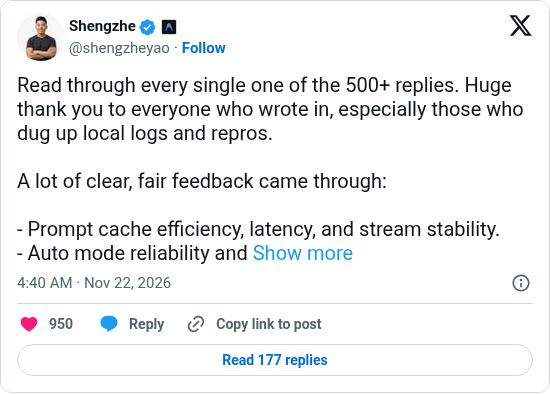 Shengzhe
@shengzheyao · Follow
Read through every single one of the 500+ replies. Huge
thank you to everyone who wrote in, especially those who
dug up local logs and repros.
A lot of clear, fair feedback came through:
- Prompt cache efficiency, latency, and stream stability.
- Auto mode reliability and Show more
4:40 AM · Nov 22, 2026
950 Reply Copy link to post
Read 177 replies